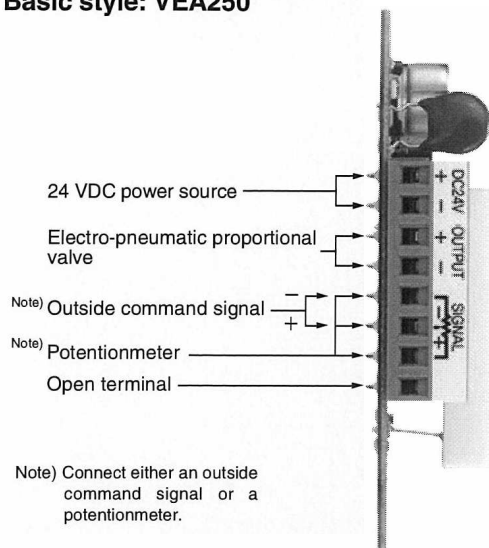 Basic style: VEA250
24 VDC power source
Electro-pneumatic proportional
valve
Note) Outside command signal
−
+
Note) Potentionmeter
Open terminal
+ − DC24V
+ − OUTPUT
− + SIGNAL
Note) Connect either an outside
command signal or a
potentionmeter.